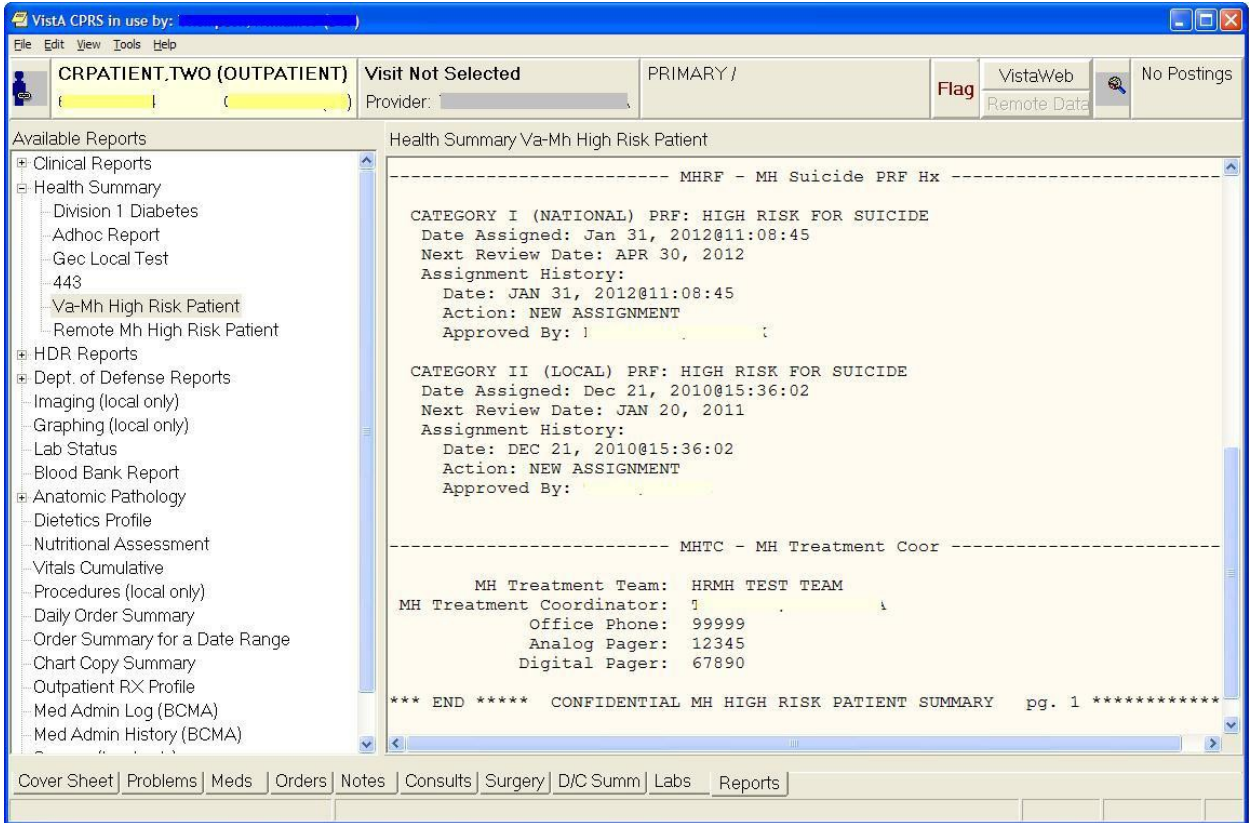 VistA CPRS in use by:
File Edit View Tools Help
CRPATIENT,TWO (OUTPATIENT)
Visit Not Selected
Provider:
PRIMARY /
Flag
VistaWeb
Remote Data
No Postings
Available Reports
Clinical Reports
Health Summary
Division 1 Diabetes
Adhoc Report
Gec Local Test
443
Va-Mh High Risk Patient
Remote Mh High Risk Patient
HDR Reports
Dept. of Defense Reports
Imaging (local only)
Graphing (local only)
Lab Status
Blood Bank Report
Anatomic Pathology
Dietetics Profile
Nutritional Assessment
Vitals Cumulative
Procedures (local only)
Daily Order Summary
Order Summary for a Date Range
Chart Copy Summary
Outpatient RX Profile
Med Admin Log (BCMA)
Med Admin History (BCMA)
Health Summary Va-Mh High Risk Patient
--------------------------- MHRF - MH Suicide PRF Hx --------------------------
CATEGORY I (NATIONAL) PRF: HIGH RISK FOR SUICIDE
Date Assigned: Jan 31, 2012@11:08:45
Next Review Date: APR 30, 2012
Assignment History:
Date: JAN 31, 2012@11:08:45
Action: NEW ASSIGNMENT
Approved By:
CATEGORY II (LOCAL) PRF: HIGH RISK FOR SUICIDE
Date Assigned: Dec 21, 2010@15:36:02
Next Review Date: JAN 20, 2011
Assignment History:
Date: DEC 21, 2010@15:36:02
Action: NEW ASSIGNMENT
Approved By:
--------------------------- MHTC - MH Treatment Coor --------------------------
MH Treatment Team: HRMH TEST TEAM
MH Treatment Coordinator:
Office Phone: 99999
Analog Pager: 12345
Digital Pager: 67890
*** END ***** CONFIDENTIAL MH HIGH RISK PATIENT SUMMARY pg. 1 ************
Cover Sheet Problems Meds Orders Notes Consults Surgery D/C Summ Labs Reports